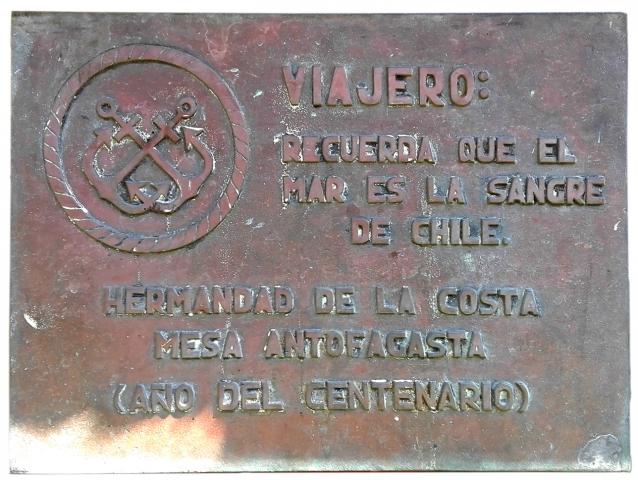 VIAJERO:
RECUERDA QUE EL
MAR ES LA SANGRE
DE CHILE.
HERMANDAD DE LA COSTA
MESA ANTOFAGASTA
(AÑO DEL CENTENARIO)